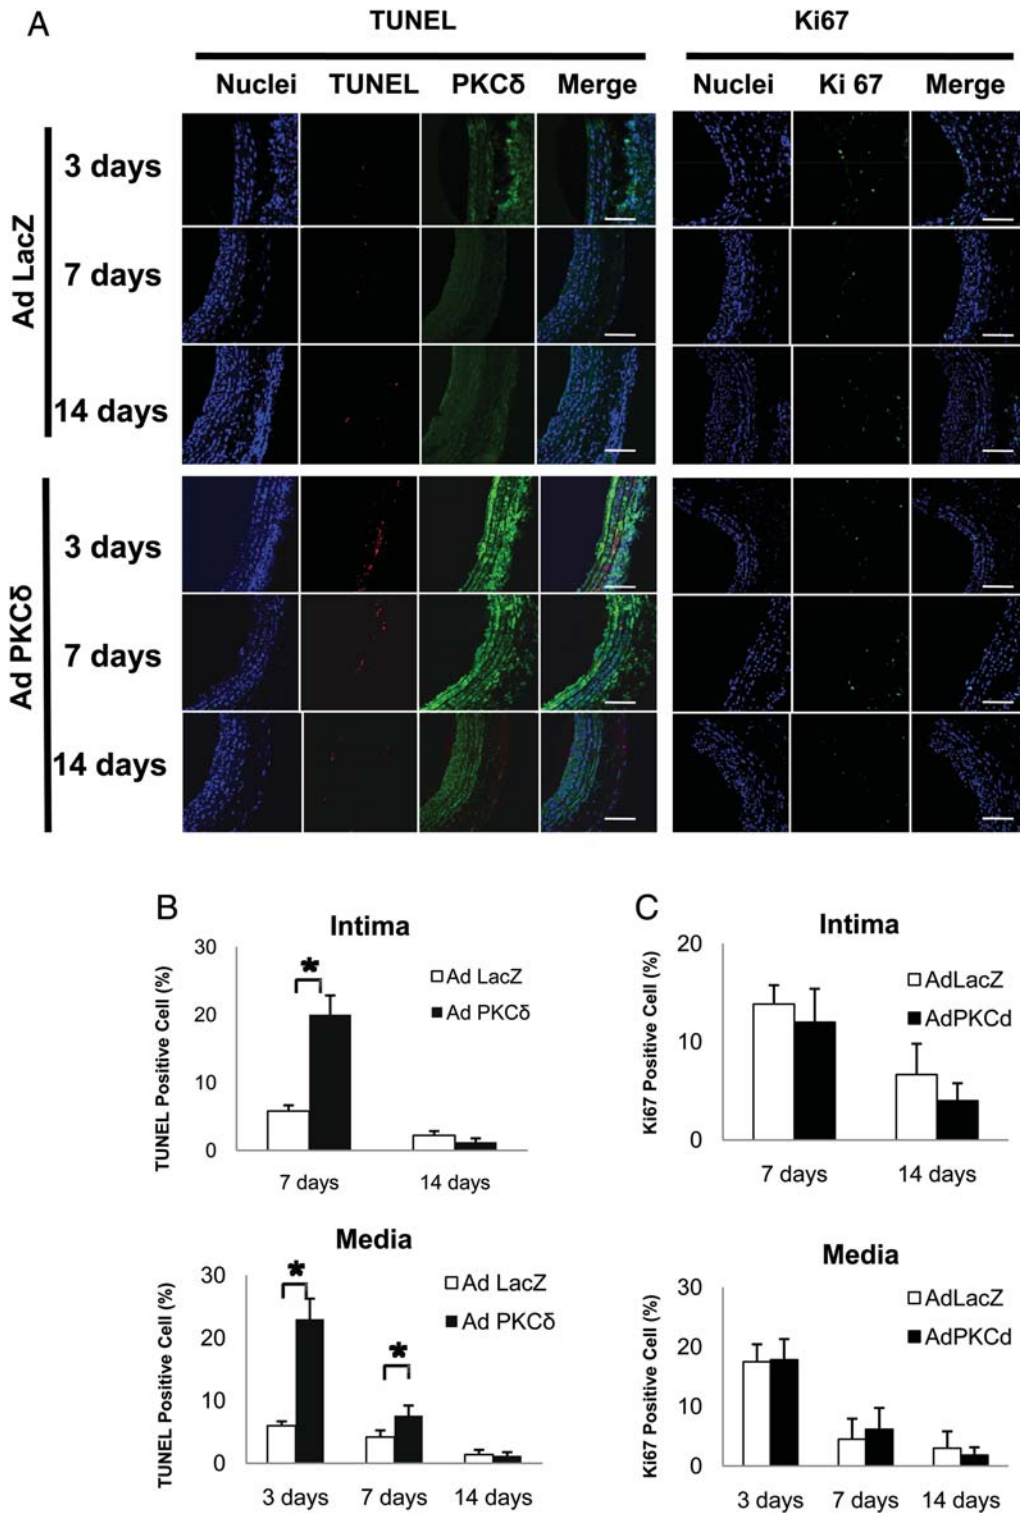 A
TUNEL
Ki67
Nuclei TUNEL PKCδ Merge
Nuclei Ki 67 Merge
Ad LacZ
3 days
7 days
14 days
Ad PKCδ
3 days
7 days
14 days
B
Intima
TUNEL Positive Cell (%)
30
20
10
0
Ad LacZ
Ad PKCδ
*
7 days 14 days
Media
TUNEL Positive Cell (%)
30
20
10
0
Ad LacZ
Ad PKCδ
*
*
3 days 7 days 14 days
C
Intima
Ki67 Positive Cell (%)
20
10
0
AdLacZ
AdPKCd
7 days 14 days
Media
Ki67 Positive Cell (%)
30
20
10
0
AdLacZ
AdPKCd
3 days 7 days 14 days